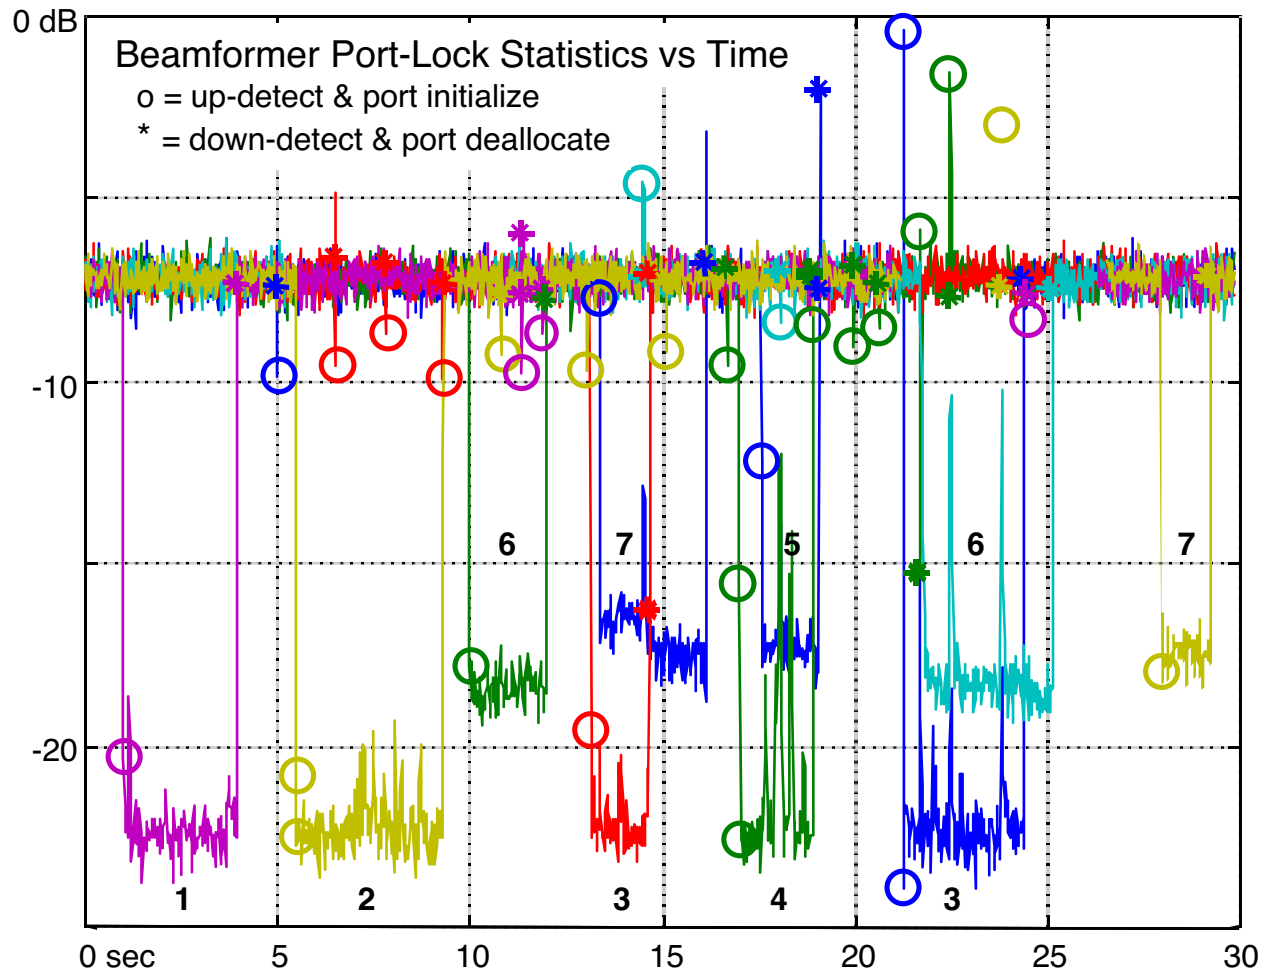 0 dB
Beamformer Port-Lock Statistics vs Time
o = up-detect & port initialize
* = down-detect & port deallocate
-10
6 7 5 6 7
-20
1 2 3 4 3
0 sec 5 10 15 20 25 30